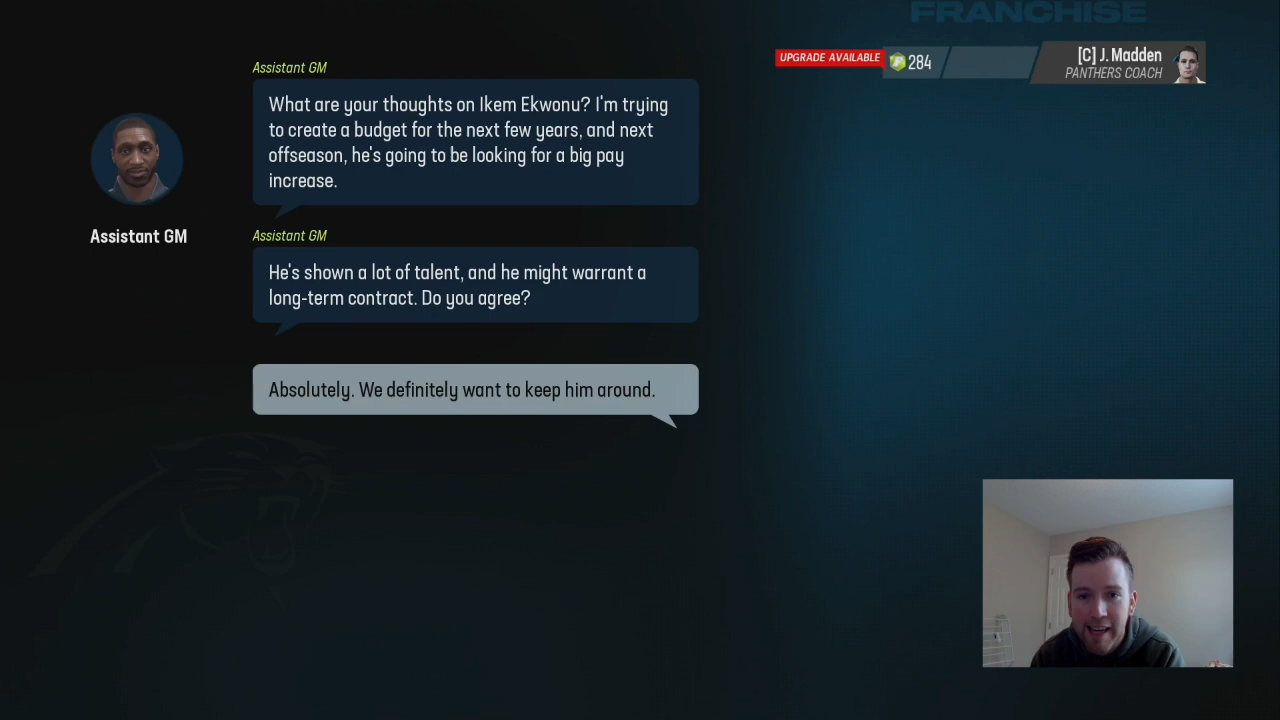 FRANCHISE
UPGRADE AVAILABLE
284
[C] J. Madden
PANTHERS COACH
Assistant GM
What are your thoughts on Ikem Ekwonu? I'm trying
to create a budget for the next few years, and next
offseason, he's going to be looking for a big pay
increase.
Assistant GM
Assistant GM
He's shown a lot of talent, and he might warrant a
long-term contract. Do you agree?
Absolutely. We definitely want to keep him around.